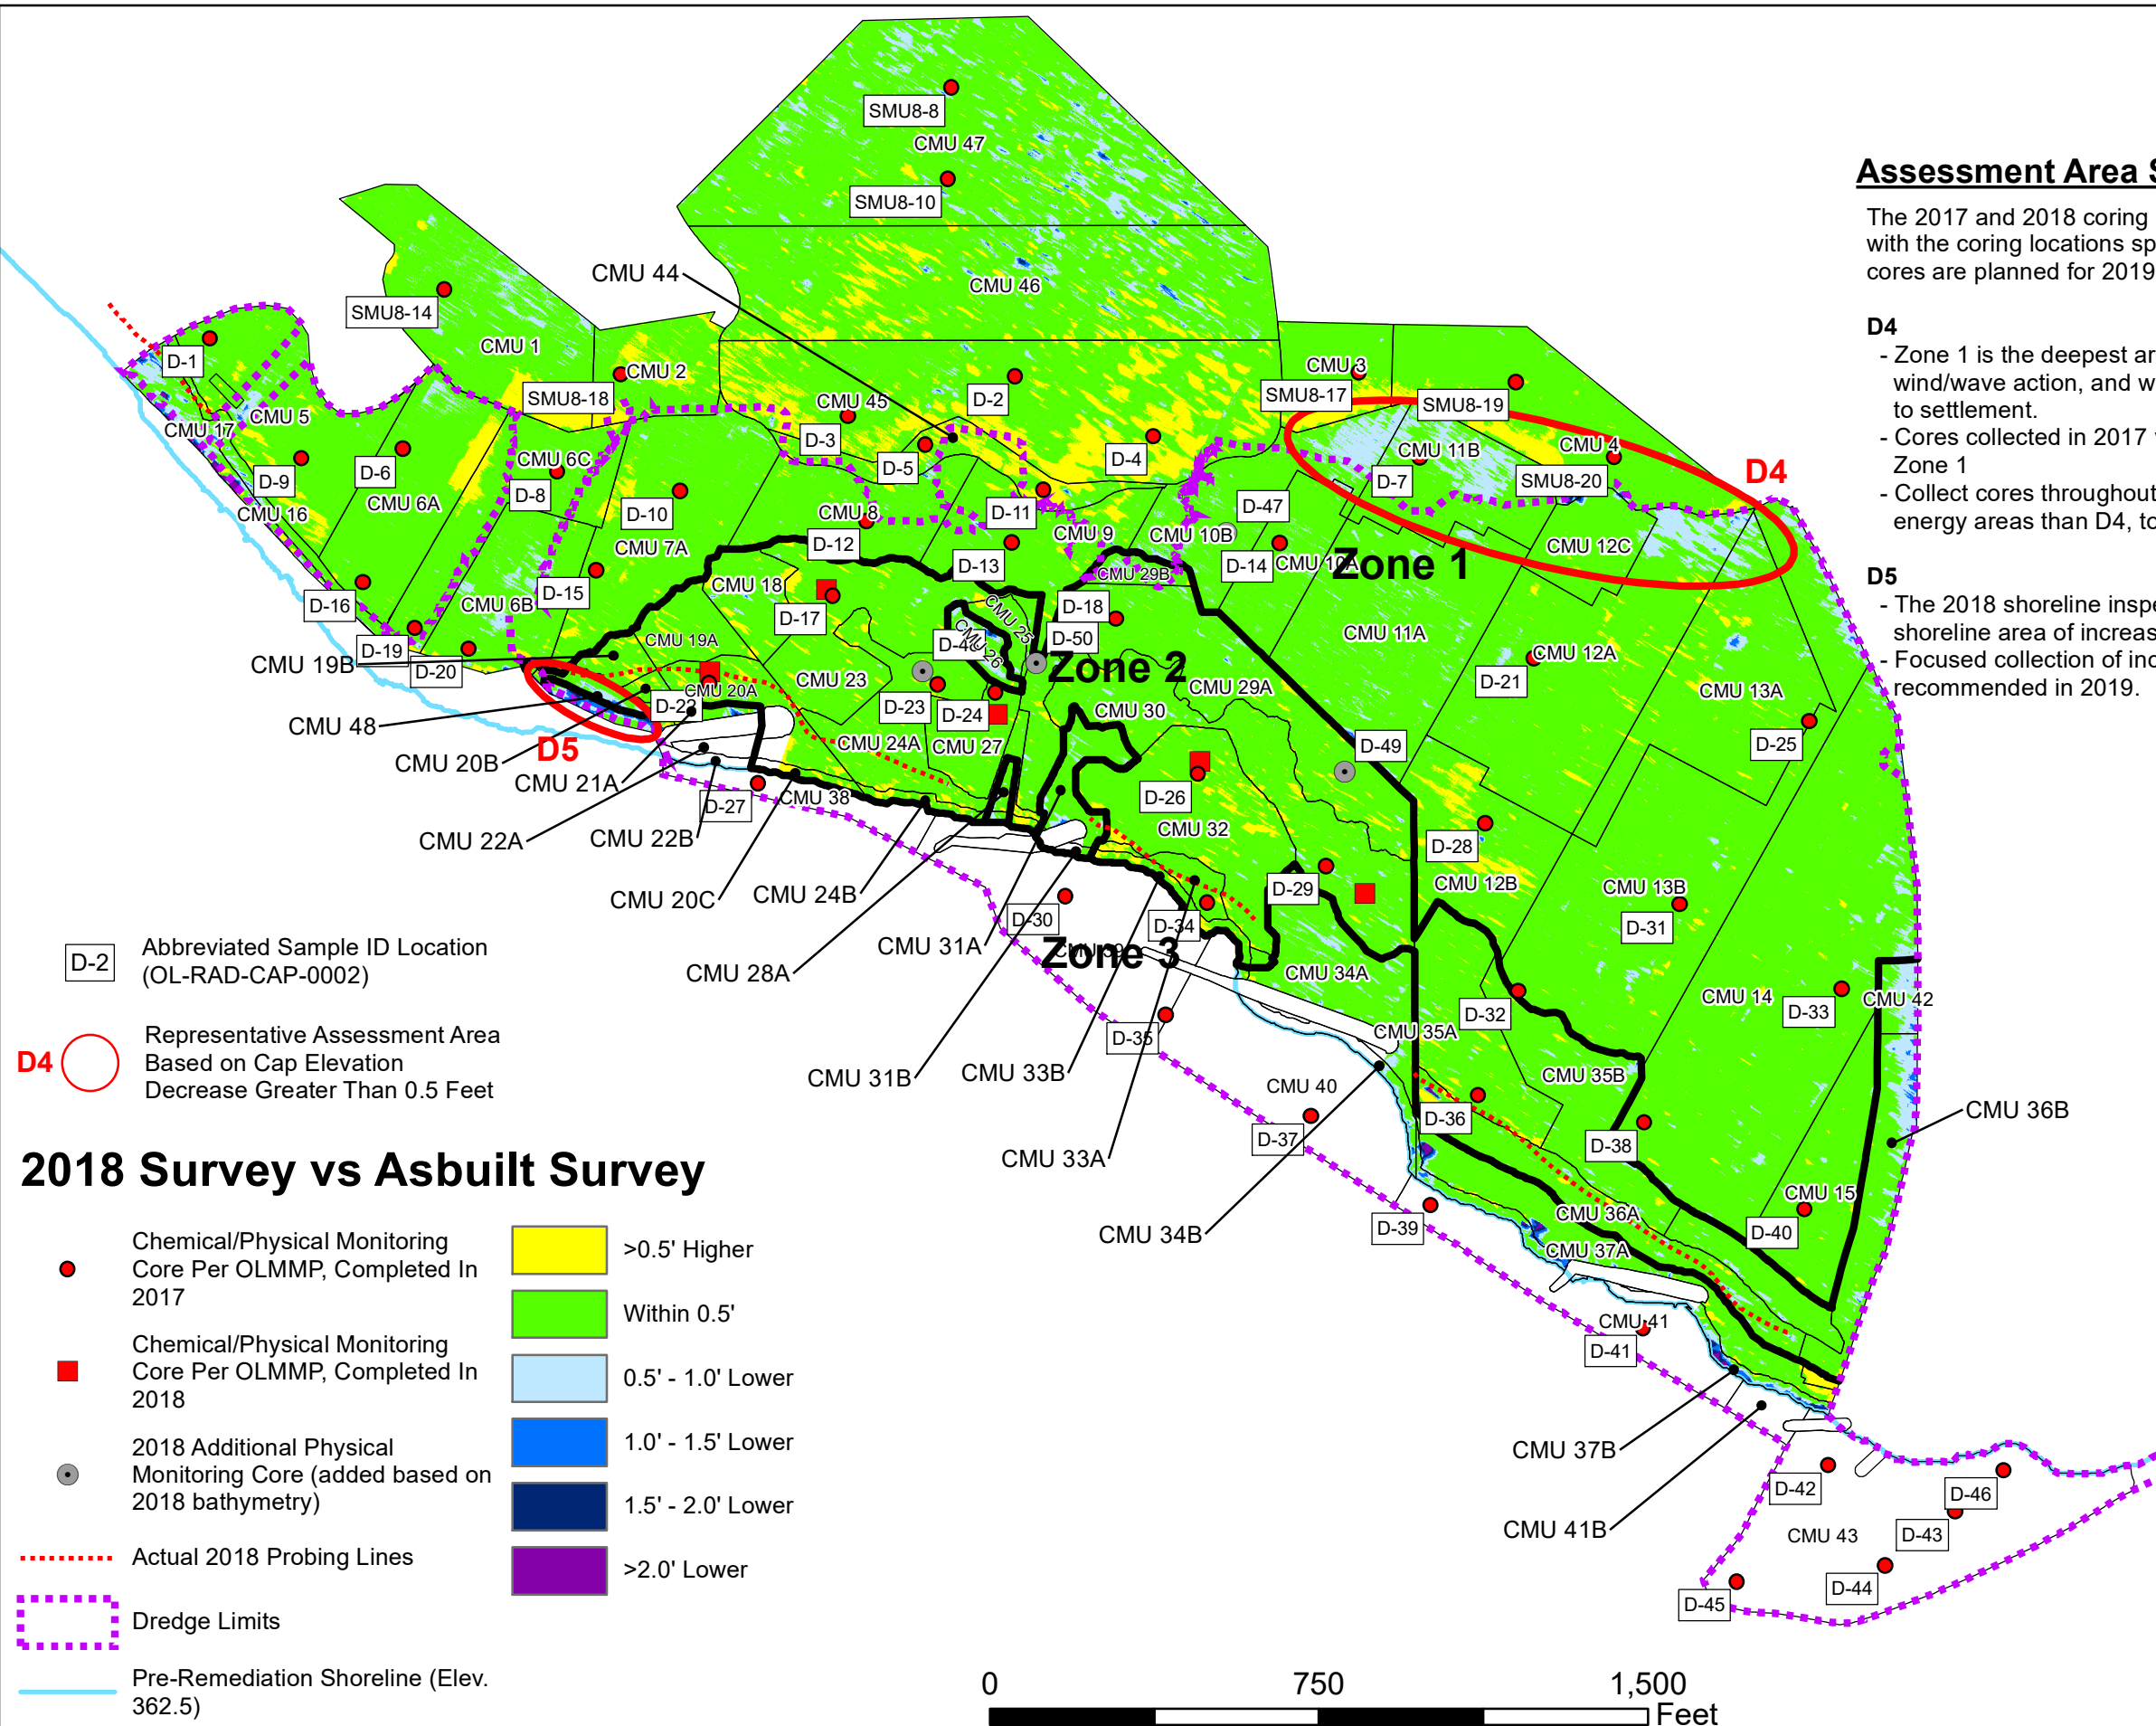 SMU8-8
CMU 47
SMU8-10
CMU 44
CMU 46
SMU8-14
CMU 1
D-1
CMU 5
CMU 17
SMU8-18
CMU 2
D-2
CMU 45
D-3
D-5
D-4
CMU 3
SMU8-17
SMU8-19
CMU 4
CMU 11B
D-7
SMU8-20
D4
D-9
D-6
CMU 6A
CMU 6C
D-8
CMU 16
D-10
CMU 7A
CMU 8
D-12
D-11
CMU 9
CMU 10B
D-47
D-13
CMU 29B
D-14
CMU 10A
Zone 1
CMU 12C
D-16
CMU 6B
D-15
CMU 18
D-17
CMU 25
CMU 26
D-18
D-50
CMU 11A
D-19
D-20
CMU 19B
CMU 19A
CMU 20A
D-22
CMU 23
Zone 2
CMU 29A
CMU 12A
D-21
CMU 13A
D-23
D-24
CMU 30
CMU 48
CMU 20B
D5
CMU 21A
CMU 24A
CMU 27
D-49
D-25
D-27
CMU 38
D-26
CMU 32
CMU 22A
CMU 22B
CMU 20C
CMU 24B
D-28
CMU 12B
D-29
CMU 13B
D-31
D-30
D-34
CMU 31A
CMU 28A
Zone 3
CMU 34A
D-32
CMU 14
D-33
CMU 42
D-35
CMU 35A
CMU 31B
CMU 33B
CMU 40
CMU 35B
D-36
D-37
D-38
CMU 36B
CMU 33A
CMU 34B
D-39
CMU 36A
CMU 15
D-40
CMU 37A
CMU 41
D-41
CMU 37B
CMU 41B
D-42
D-46
CMU 43
D-43
D-44
D-45
Assessment Area
The 2017 and 2018 coring
with the coring locations
cores are planned for 2019
D4
- Zone 1 is the deepest
wind/wave action, and
to settlement.
- Cores collected in 2017
Zone 1
- Collect cores throughout
energy areas than D4,
D5
- The 2018 shoreline
shoreline area of
- Focused collection of
recommended in 2019.
D-2
Abbreviated Sample ID Location
(OL-RAD-CAP-0002)
D4
Representative Assessment Area
Based on Cap Elevation
Decrease Greater Than 0.5 Feet
2018 Survey vs Asbuilt Survey
Chemical/Physical Monitoring
Core Per OLMMP, Completed In
2017
Chemical/Physical Monitoring
Core Per OLMMP, Completed In
2018
2018 Additional Physical
Monitoring Core (added based on
2018 bathymetry)
Actual 2018 Probing Lines
Dredge Limits
Pre-Remediation Shoreline (Elev.
362.5)
>0.5' Higher
Within 0.5'
0.5' - 1.0' Lower
1.0' - 1.5' Lower
1.5' - 2.0' Lower
>2.0' Lower
0 750 1,500
Feet